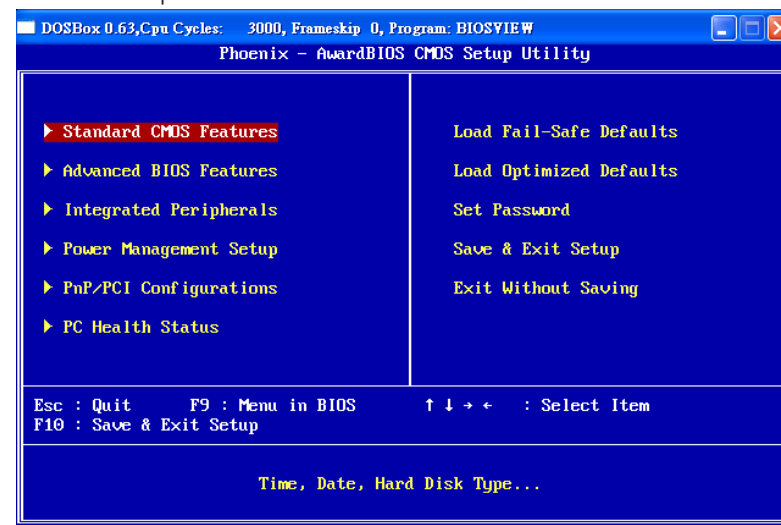 DOSBox 0.63,Cpu Cycles: 3000, Frameskip 0, Program: BIOSVIEW
Phoenix - AwardBIOS CMOS Setup Utility
Standard CMOS Features
Advanced BIOS Features
Integrated Peripherals
Power Management Setup
PnP/PCI Configurations
PC Health Status
Load Fail-Safe Defaults
Load Optimized Defaults
Set Password
Save & Exit Setup
Exit Without Saving
Esc : Quit F9 : Menu in BIOS ↑ ↓ → ← : Select Item
F10 : Save & Exit Setup
Time, Date, Hard Disk Type...